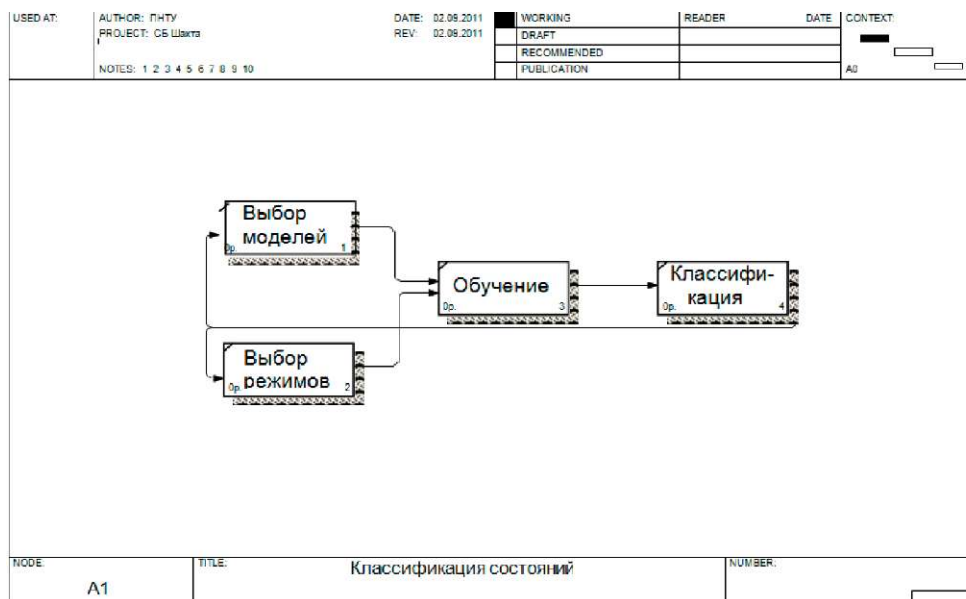 USED AT:
AUTHOR: ПНТУ
PROJECT: СБ Шахта
NOTES: 1 2 3 4 5 6 7 8 9 10
DATE: 02.09.2011
REV: 02.09.2011
WORKING
DRAFT
RECOMMENDED
PUBLICATION
READER
DATE
CONTEXT:
A0
Выбор
моделей
0р.
1
Обучение
0р.
3
Классифи-
кация
0р.
4
Выбор
режимов
0р.
2
NODE:
A1
TITLE:
Классификация состояний
NUMBER: